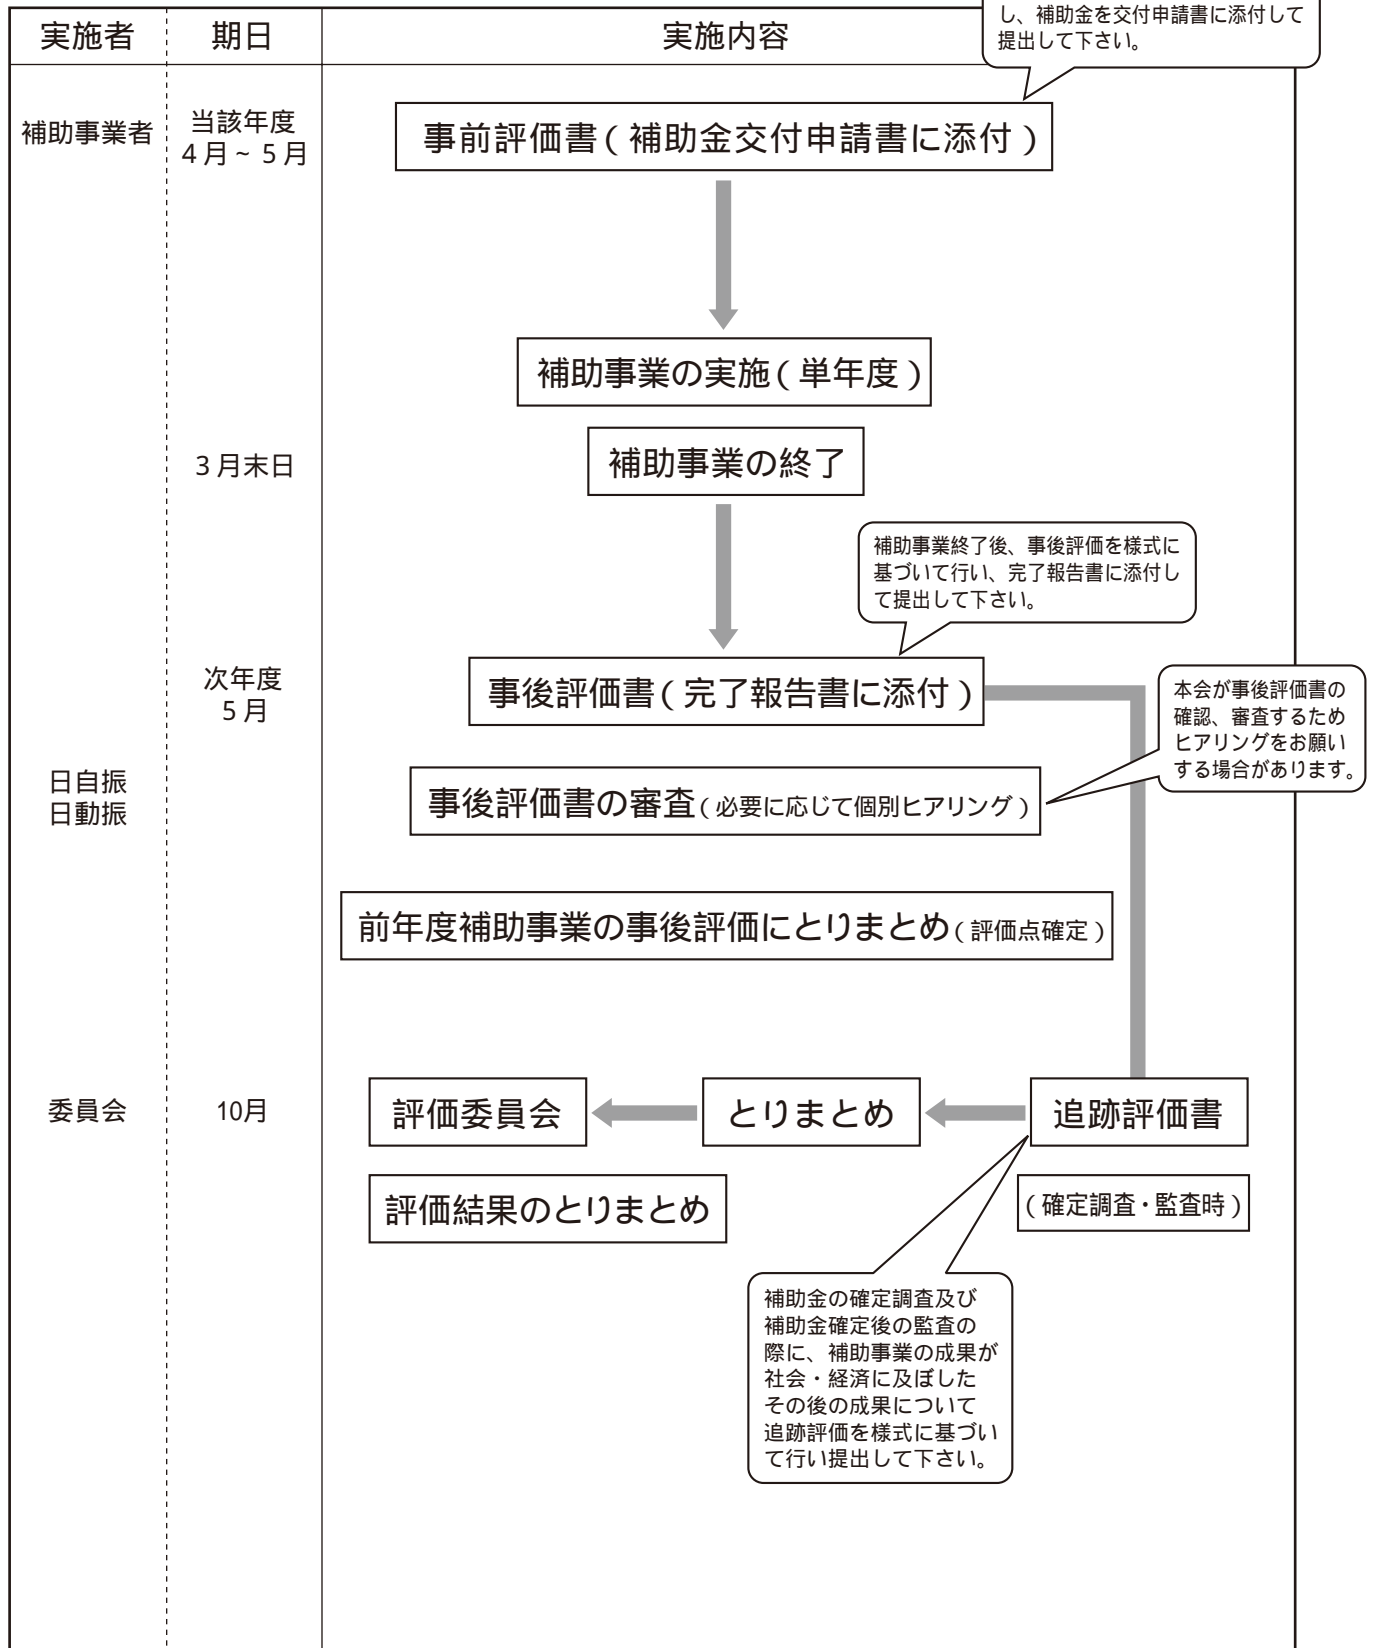 実施者
期日
実施内容
し、補助金を交付申請書に添付して
提出して下さい。
補助事業者
当該年度
4月～5月
事前評価書(補助金交付申請書に添付)
補助事業の実施(単年度)
3月末日
補助事業の終了
補助事業終了後、事後評価を様式に
基づいて行い、完了報告書に添付し
て提出して下さい。
次年度
5月
事後評価書(完了報告書に添付)
本会が事後評価書の
確認、審査するため
ヒアリングをお願い
する場合があります。
日自振
日動振
事後評価書の審査(必要に応じて個別ヒアリング)
前年度補助事業の事後評価にとりまとめ(評価点確定)
委員会
10月
評価委員会
とりまとめ
追跡評価書
評価結果のとりまとめ
(確定調査・監査時)
補助金の確定調査及び
補助金確定後の監査の
際に、補助事業の成果が
社会・経済に及ぼした
その後の成果について
追跡評価を様式に基づい
て行い提出して下さい。